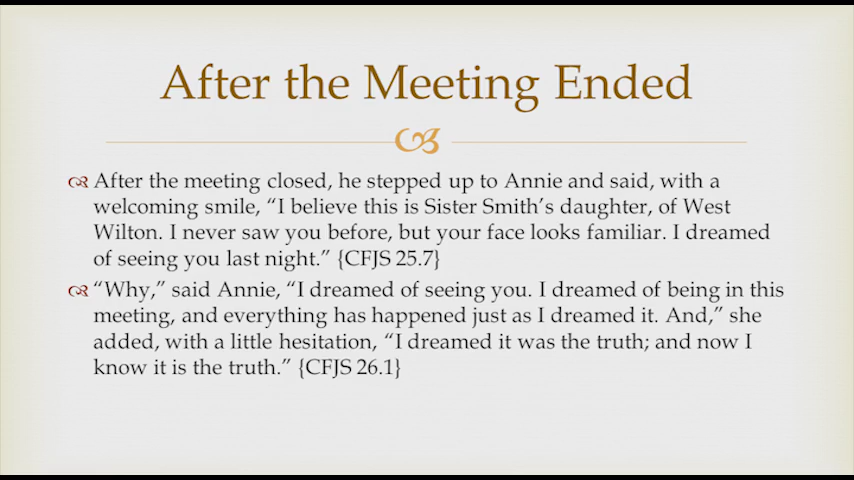 After the Meeting Ended
After the meeting closed, he stepped up to Annie and said, with a
welcoming smile, “I believe this is Sister Smith’s daughter, of West
Wilton. I never saw you before, but your face looks familiar. I dreamed
of seeing you last night.” {CFJS 25.7}
“Why,” said Annie, “I dreamed of seeing you. I dreamed of being in this
meeting, and everything has happened just as I dreamed it. And,” she
added, with a little hesitation, “I dreamed it was the truth; and now I
know it is the truth.” {CFJS 26.1}